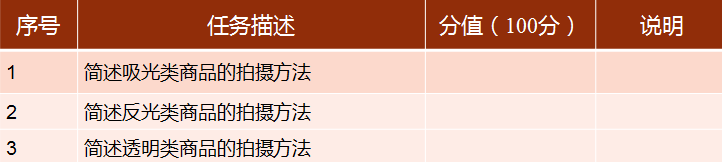 序号 任务描述 分值（100分） 说明
1 简述吸光类商品的拍摄方法
2 简述反光类商品的拍摄方法
3 简述透明类商品的拍摄方法